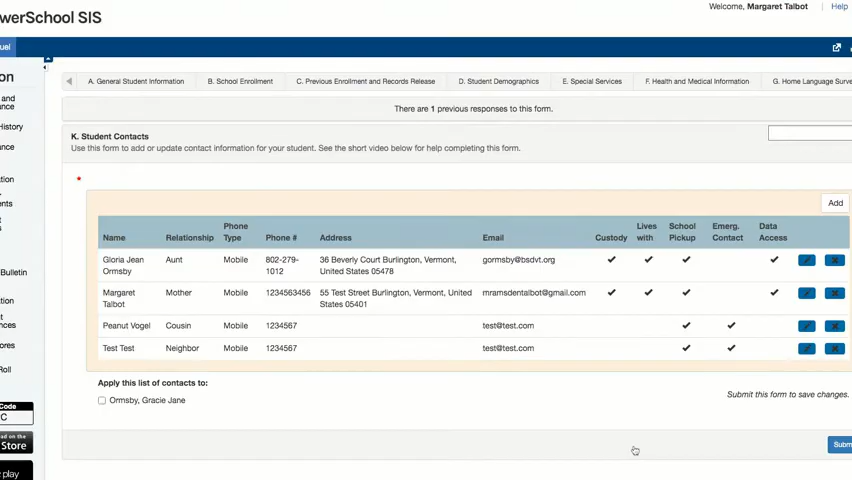 werSchool SIS
Welcome, Margaret Talbot
Help
uel
on
and
ance
History
ance
tion
ents
Bulletin
tion
nces
ores
Roll
Code
C
d on the
Store
play
A. General Student Information
B. School Enrollment
C. Previous Enrollment and Records Release
D. Student Demographics
E. Special Services
F. Health and Medical Information
G. Home Language Surve
There are 1 previous responses to this form.
K. Student Contacts
Use this form to add or update contact information for your student. See the short video below for help completing this form.
*
Add
Name Relationship Phone Type Phone # Address Email Custody Lives with School Pickup Emerg. Contact Data Access
Gloria Jean Ormsby Aunt Mobile 802-279-1012 36 Beverly Court Burlington, Vermont, United States 05478 gormsby@bsdvt.org
Margaret Talbot Mother Mobile 1234563456 55 Test Street Burlington, Vermont, United States 05401 mramsdentalbot@gmail.com
Peanut Vogel Cousin Mobile 1234567 test@test.com
Test Test Neighbor Mobile 1234567 test@test.com
Apply this list of contacts to:
Ormsby, Gracie Jane
Submit this form to save changes.
Subm